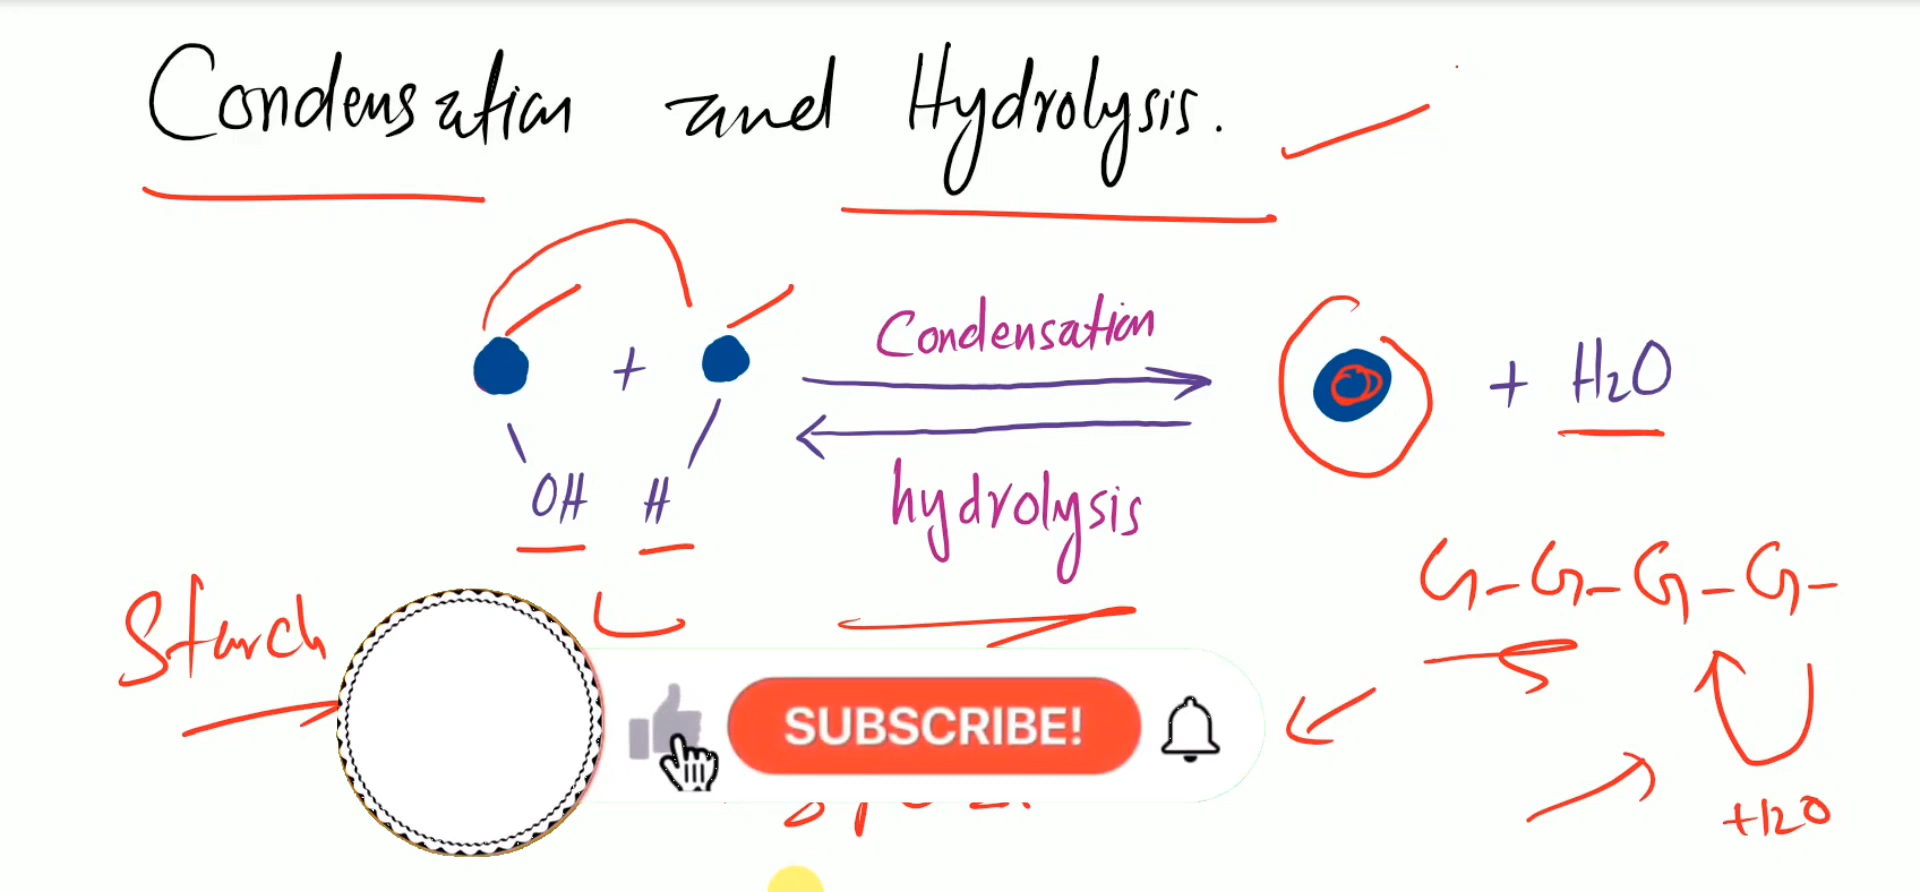 Condensation and Hydrolysis.
+ Condensation + H₂O
OH H hydrolysis
G-G-G-G-
Starch
SUBSCRIBE!
+H2O